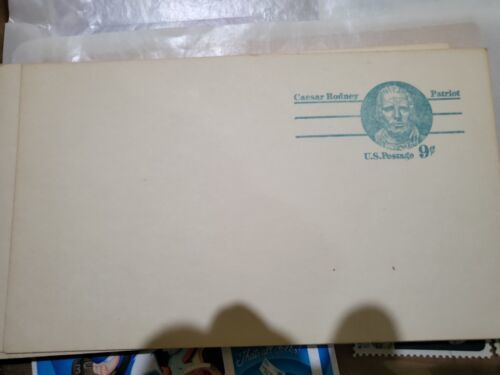 Caesar Rodney Patriot
U.S. Postage 9¢